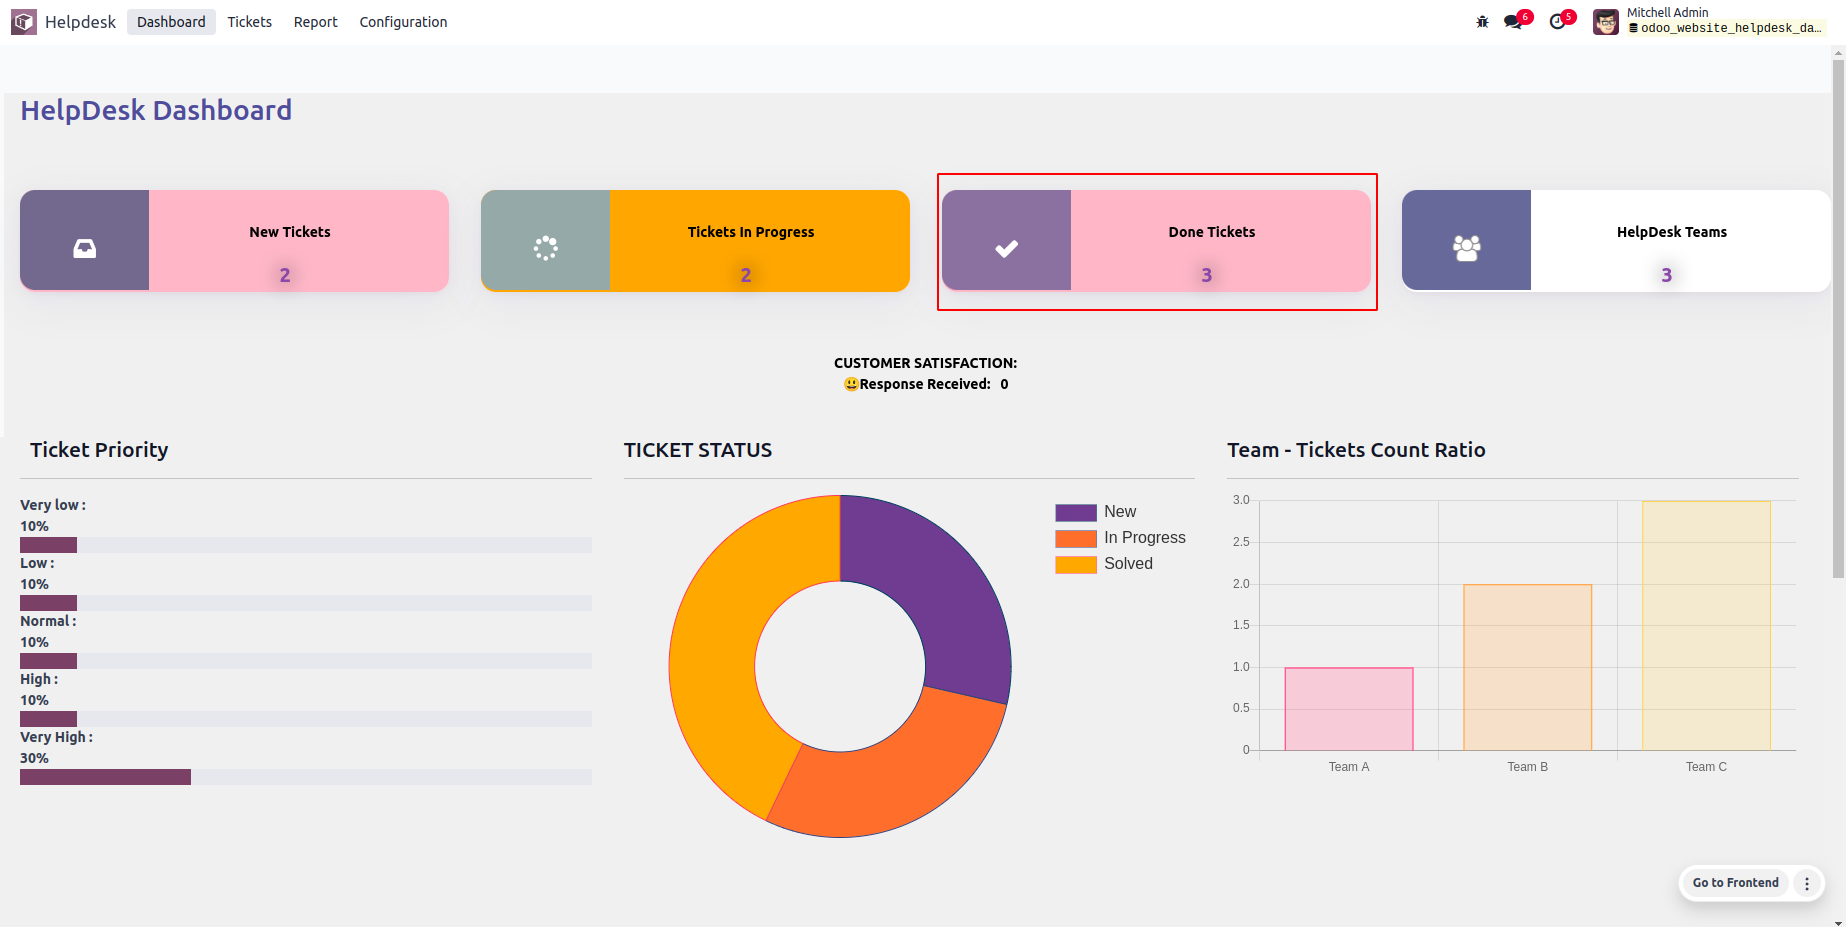 Helpdesk Dashboard Tickets Report Configuration
6
5
Mitchell Admin
odoo_website_helpdesk_da...
HelpDesk Dashboard
New Tickets
2
Tickets In Progress
2
Done Tickets
3
HelpDesk Teams
3
CUSTOMER SATISFACTION:
😃Response Received: 0
Ticket Priority
Very low :
10%
Low :
10%
Normal :
10%
High :
10%
Very High :
30%
TICKET STATUS
New
In Progress
Solved
Team - Tickets Count Ratio
3.0
2.5
2.0
1.5
1.0
0.5
0
Team A Team B Team C
Go to Frontend